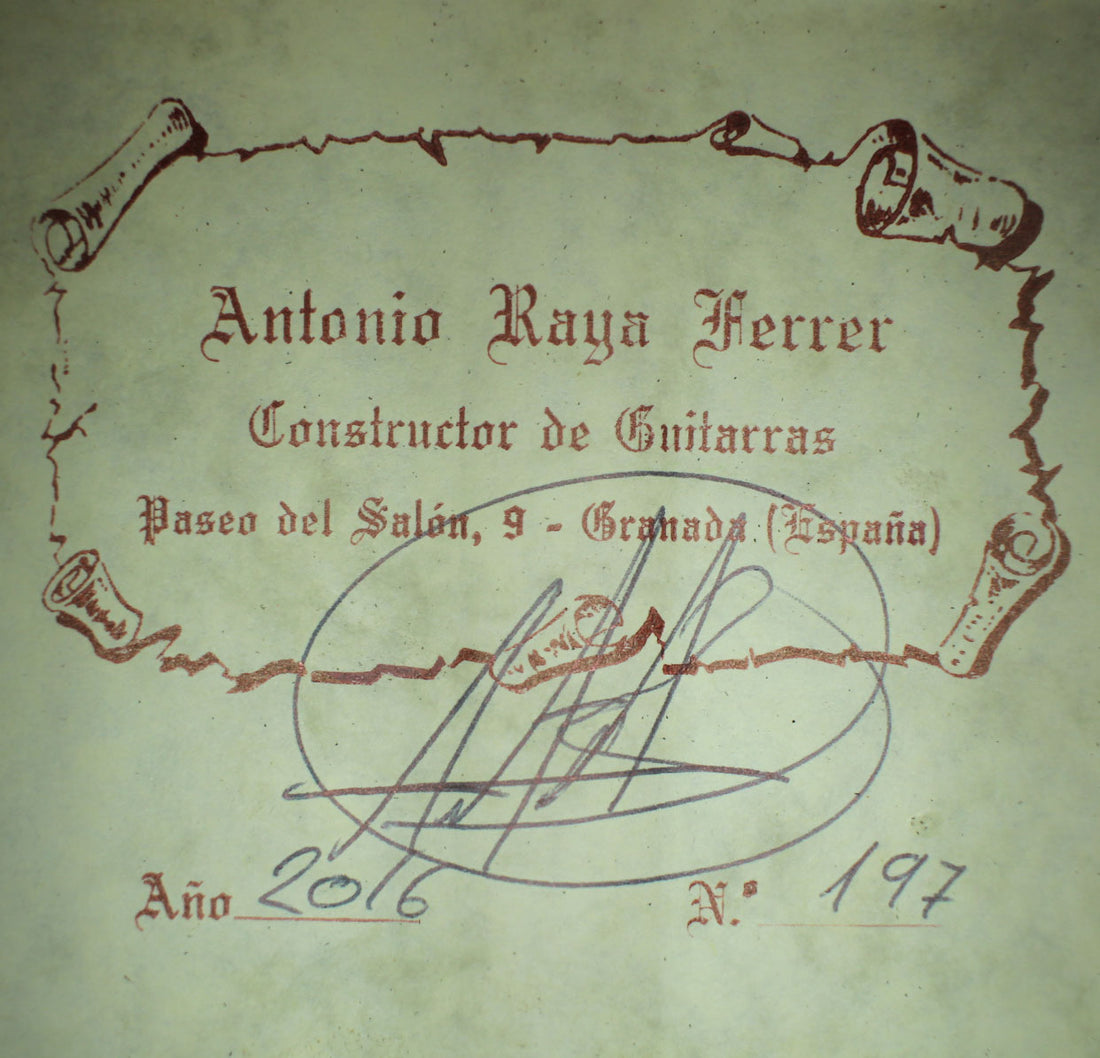 Antonio Raya Ferrer
Constructor de Guitarras
Paseo del Salón, 9 - Granada (España)
Año 2016 N.º 197